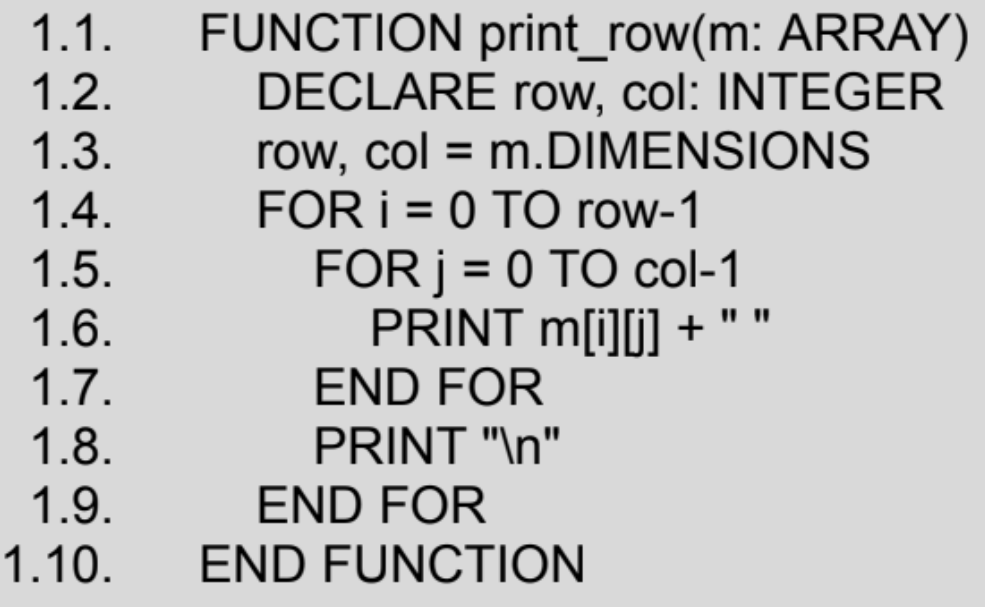 1.1. FUNCTION print_row(m: ARRAY)
1.2. DECLARE row, col: INTEGER
1.3. row, col = m.DIMENSIONS
1.4. FOR i = 0 TO row-1
1.5. FOR j = 0 TO col-1
1.6. PRINT m[i][j] + " "
1.7. END FOR
1.8. PRINT "\n"
1.9. END FOR
1.10. END FUNCTION